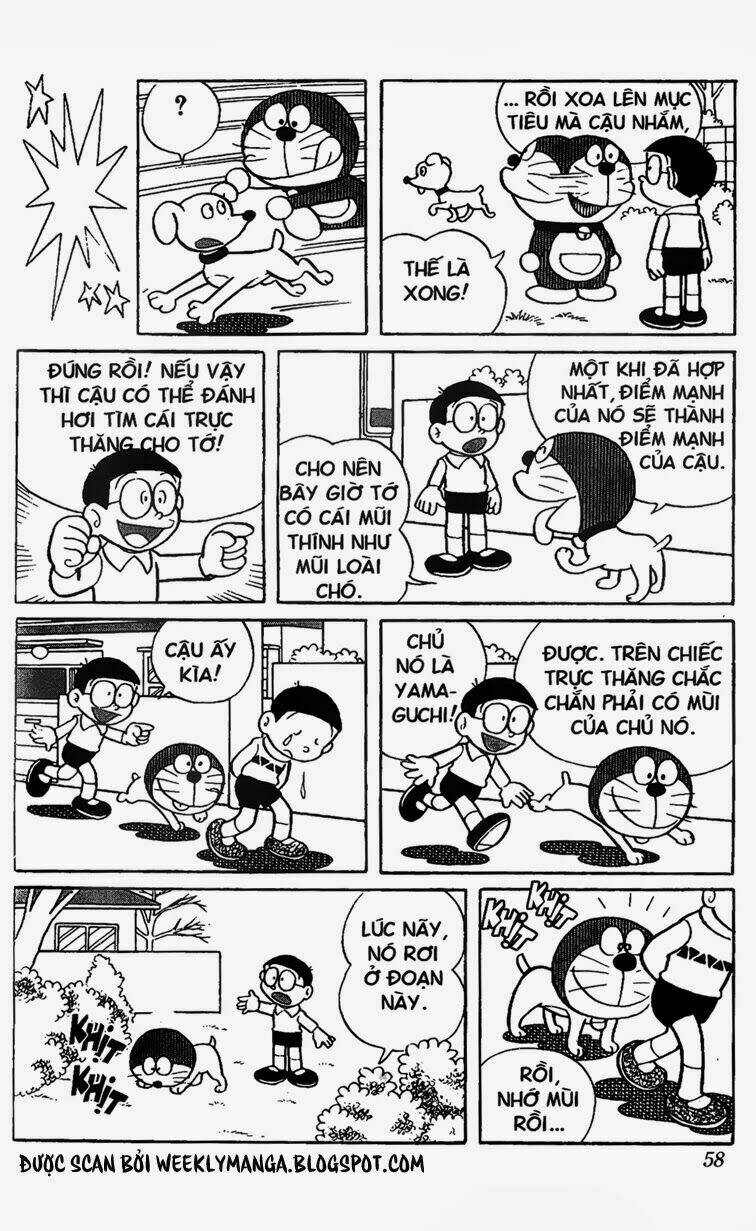 ... RỒI XOA LÊN MỤC
TIÊU MÀ CẬU NHẮM,
THẾ LÀ
XONG!
?
MỘT KHI ĐÃ HỢP
NHẤT, ĐIỂM MẠNH
CỦA NÓ SẼ THÀNH
ĐIỂM MẠNH
CỦA CẬU.
CHO NÊN
BÂY GIỜ TỚ
CÓ CÁI MŨI
THÍNH NHƯ
MŨI LOÀI
CHÓ.
ĐÚNG RỒI! NẾU VẬY
THÌ CẬU CÓ THỂ ĐÁNH
HƠI TÌM CÁI TRỰC
THĂNG CHO TỚ!
ĐƯỢC. TRÊN CHIẾC
TRỰC THĂNG CHẮC
CHẮN PHẢI CÓ MÙI
CỦA CHỦ NÓ.
CHỦ
NÓ LÀ
YAMA-
GUCHI!
CẬU ẤY
KÌA!
KHỊT
KHỊT
RỒI,
NHỚ MÙI
RỒI...
LÚC NÃY,
NÓ RƠI
Ở ĐOẠN
NÀY.
KHỊT
KHỊT
ĐƯỢC SCAN BỞI WEEKLYMANGA.BLOGSPOT.COM
58